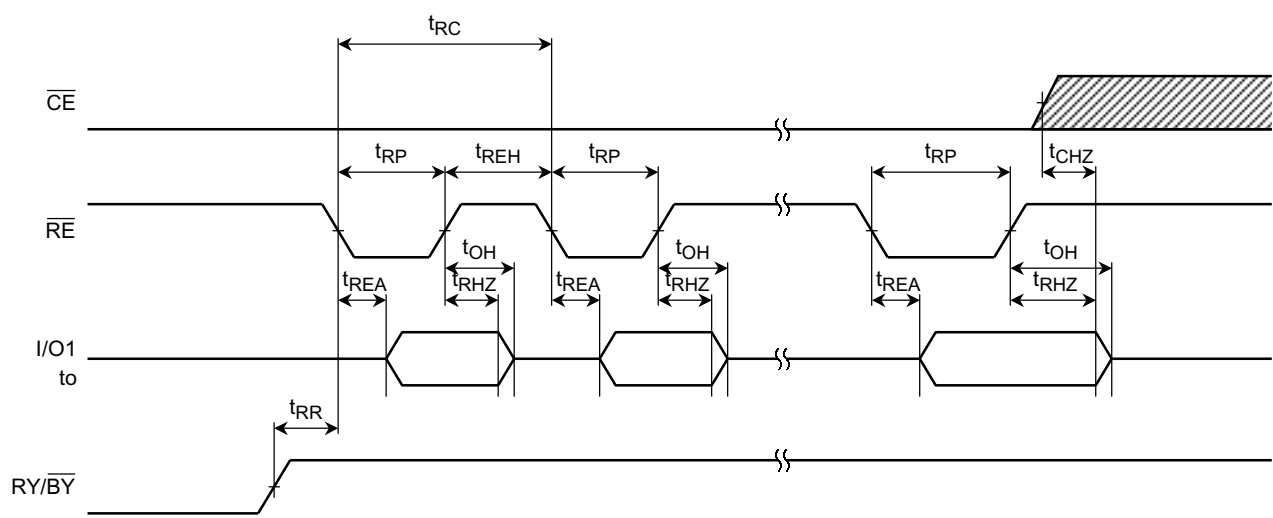 tRC
CE
tRP tREH tRP tRP tCHZ
RE
tOH tOH tOH
tREA tRHZ tREA tRHZ tREA tRHZ
I/O1
to
tRR
RY/BY